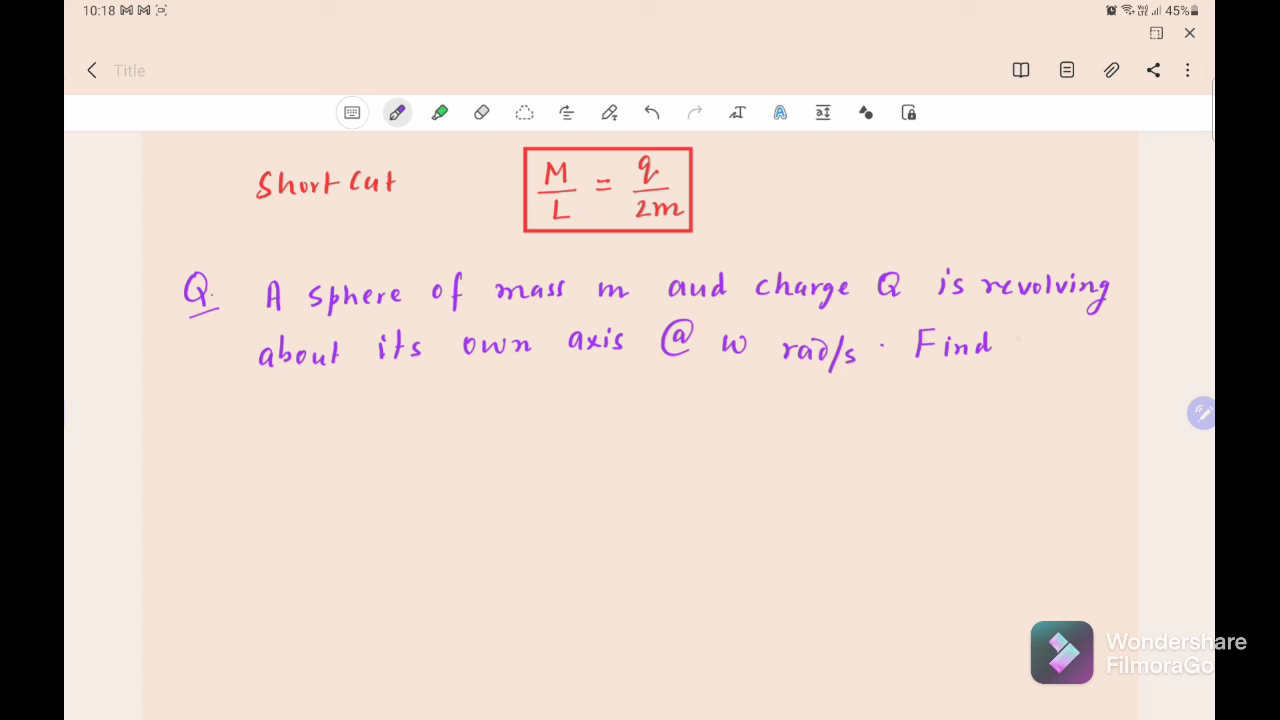 10:18
45%
Title
Short Cut
M/L = q/2m
Q. A sphere of mass m and charge Q is revolving
about its own axis @ w rad/s. Find
Wondershare
FilmoraGo